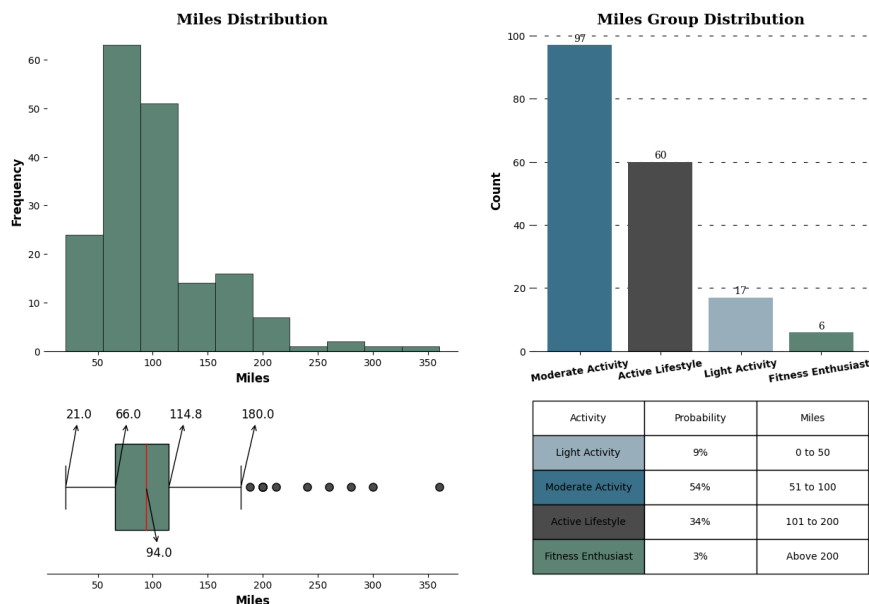 Miles Distribution
60
50
40
30
20
10
0
Frequency
50 100 150 200 250 300 350
Miles
21.0 66.0 114.8 180.0
94.0
50 100 150 200 250 300 350
Miles
Miles Group Distribution
100
80
60
40
20
0
Count
97
60
17
6
Moderate Activity Active Lifestyle Light Activity Fitness Enthusiast
Activity Probability Miles
Light Activity 9% 0 to 50
Moderate Activity 54% 51 to 100
Active Lifestyle 34% 101 to 200
Fitness Enthusiast 3% Above 200